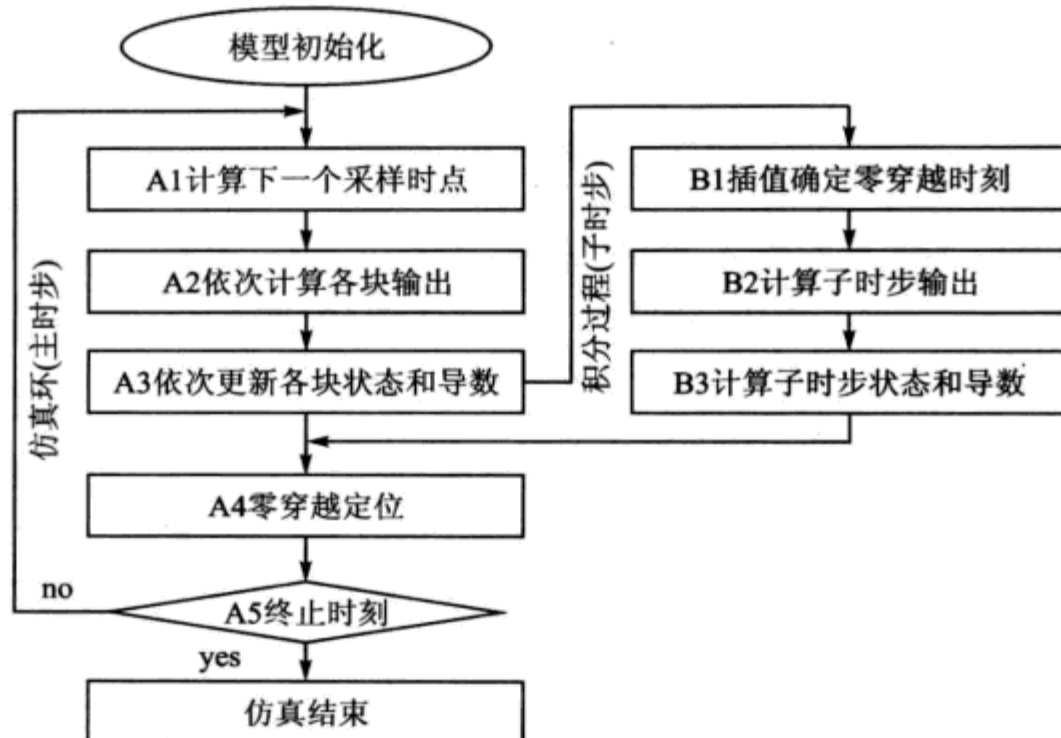 模型初始化
A1计算下一个采样时点
A2依次计算各块输出
A3依次更新各块状态和导数
A4零穿越定位
A5终止时刻
no
yes
仿真结束
仿真环(主时步)
积分过程(子时步)
B1插值确定零穿越时刻
B2计算子时步输出
B3计算子时步状态和导数